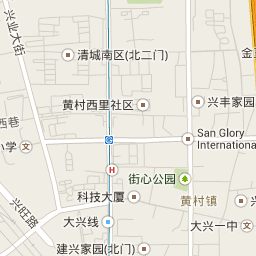 兴业大街
清城南区(北二门)
黄村西里社区
兴丰家园
西巷
小学
San Glory
International
街心公园
科技大厦
黄村镇
兴旺路
大兴线
大兴一中
建兴家园(北门)